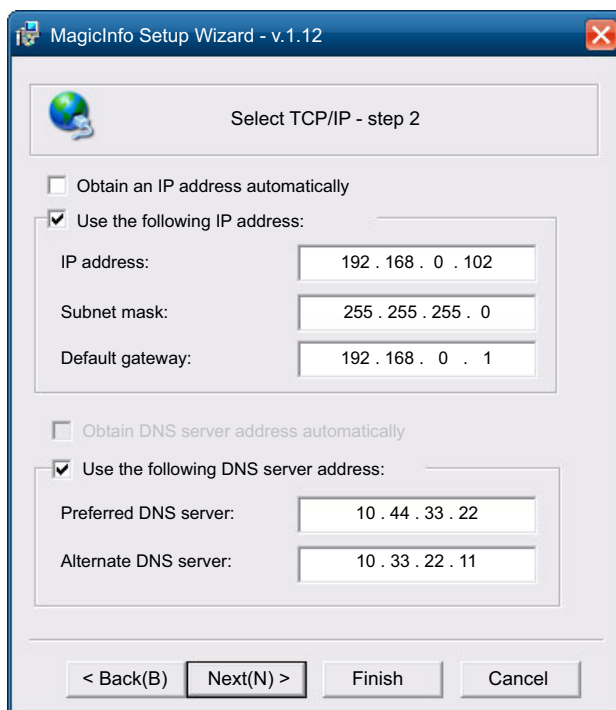 MagicInfo Setup Wizard - v.1.12
Select TCP/IP - step 2
Obtain an IP address automatically
Use the following IP address:
IP address: 192 . 168 . 0 . 102
Subnet mask: 255 . 255 . 255 . 0
Default gateway: 192 . 168 . 0 . 1
Obtain DNS server address automatically
Use the following DNS server address:
Preferred DNS server: 10 . 44 . 33 . 22
Alternate DNS server: 10 . 33 . 22 . 11
< Back(B) Next(N) > Finish Cancel